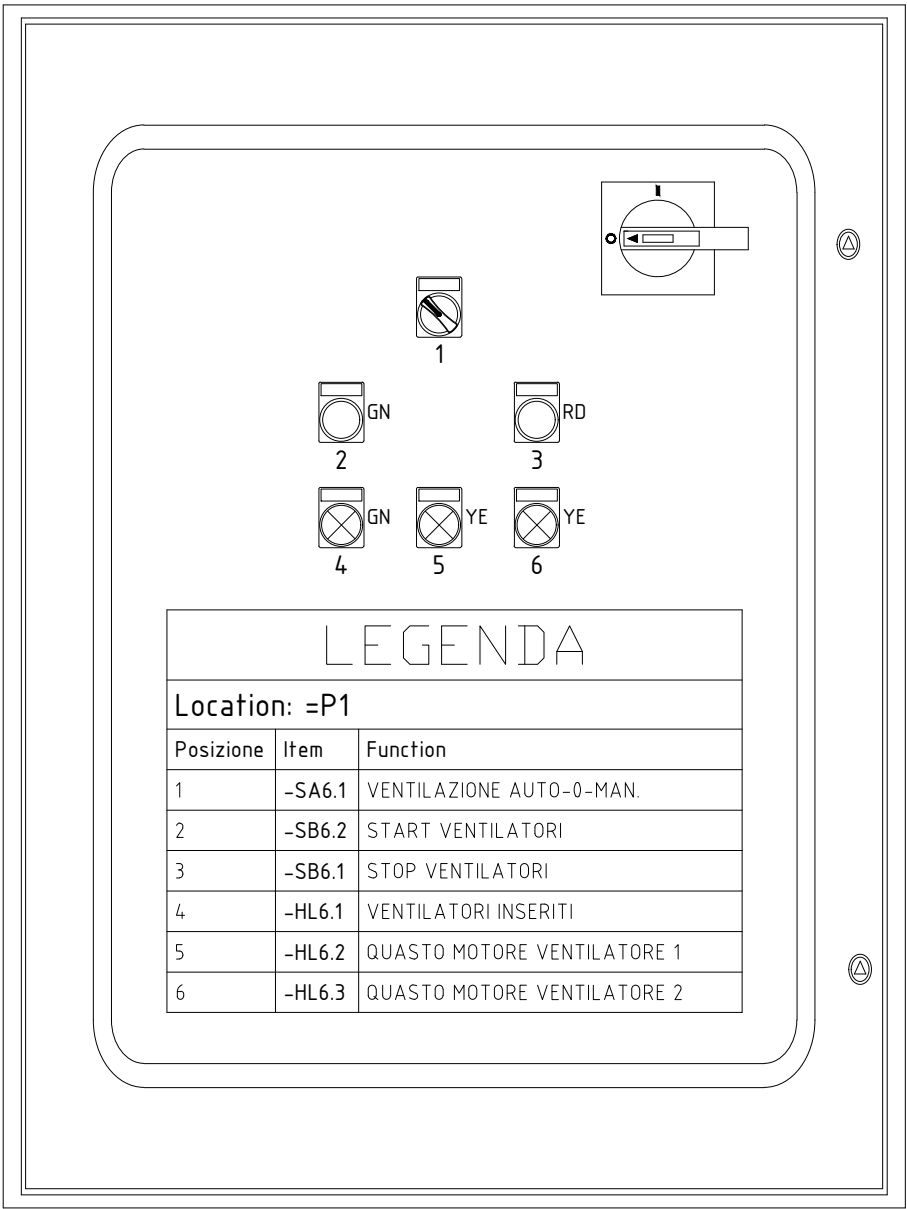 I
O
1
GN
RD
2
3
GN
YE
YE
4
5
6
LEGENDA
Location: =P1
Posizione Item Function
1 -SA6.1 VENTILAZIONE AUTO-0-MAN.
2 -SB6.2 START VENTILATORI
3 -SB6.1 STOP VENTILATORI
4 -HL6.1 VENTILATORI INSERITI
5 -HL6.2 QUASTO MOTORE VENTILATORE 1
6 -HL6.3 QUASTO MOTORE VENTILATORE 2